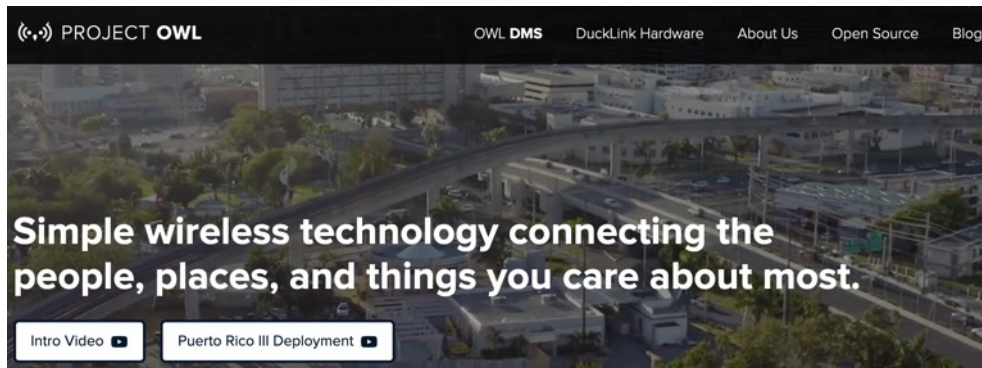 PROJECT OWL
OWL DMS DuckLink Hardware About Us Open Source Blog
Simple wireless technology connecting the
people, places, and things you care about most.
Intro Video Puerto Rico III Deployment